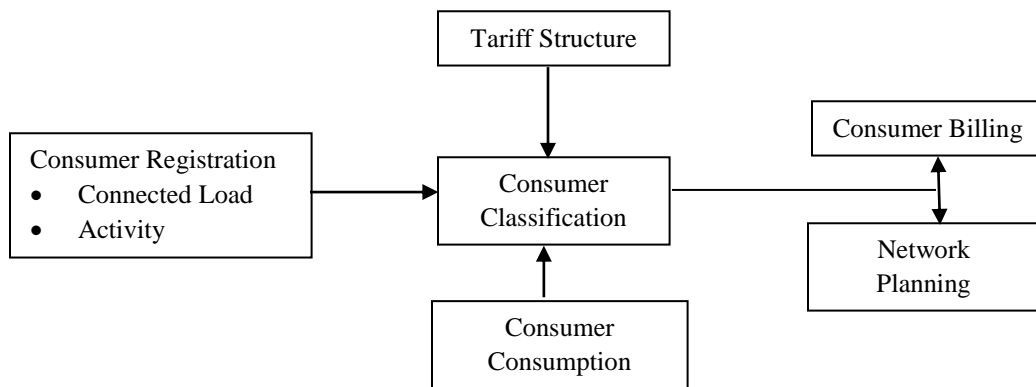 Tariff Structure
Consumer Billing
Consumer Registration
• Connected Load
• Activity
Consumer
Classification
Network
Planning
Consumer
Consumption